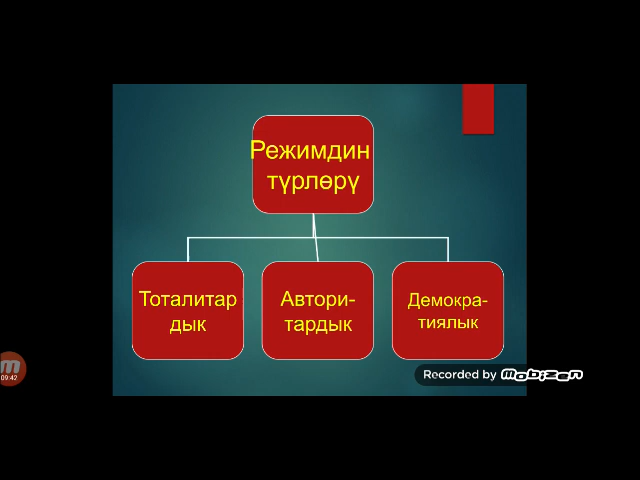 Режимдин
түрлөрү
Тоталитар
дык
Автори-
тардык
Демокра-
тиялык
m
09:42
Recorded by Mobizen